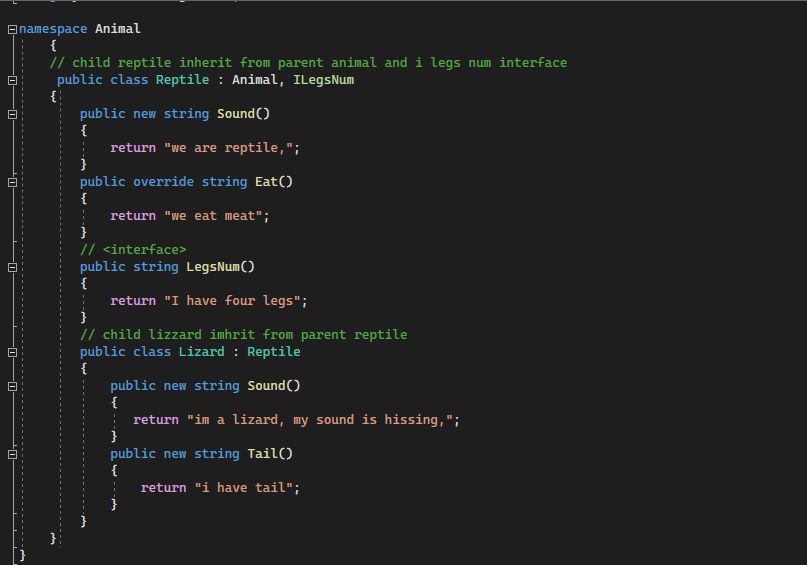 namespace Animal
{
// child reptile inherit from parent animal and i legs num interface
public class Reptile : Animal, ILegsNum
{
public new string Sound()
{
return "we are reptile,";
}
public override string Eat()
{
return "we eat meat";
}
// <interface>
public string LegsNum()
{
return "I have four legs";
}
// child lizzard imhrit from parent reptile
public class Lizard : Reptile
{
public new string Sound()
{
return "im a lizard, my sound is hissing,";
}
public new string Tail()
{
return "i have tail";
}
}
}
}